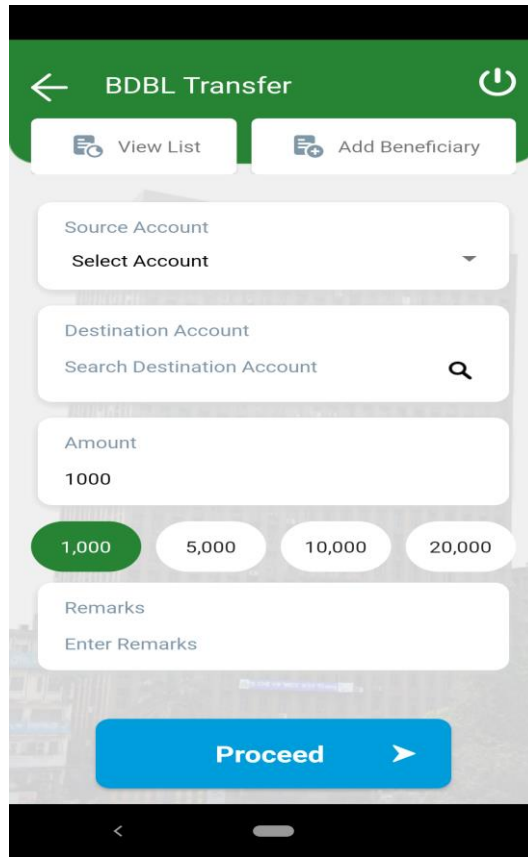 BDBL Transfer
View List
Add Beneficiary
Source Account
Select Account
Destination Account
Search Destination Account
Amount
1000
1,000
5,000
10,000
20,000
Remarks
Enter Remarks
Proceed